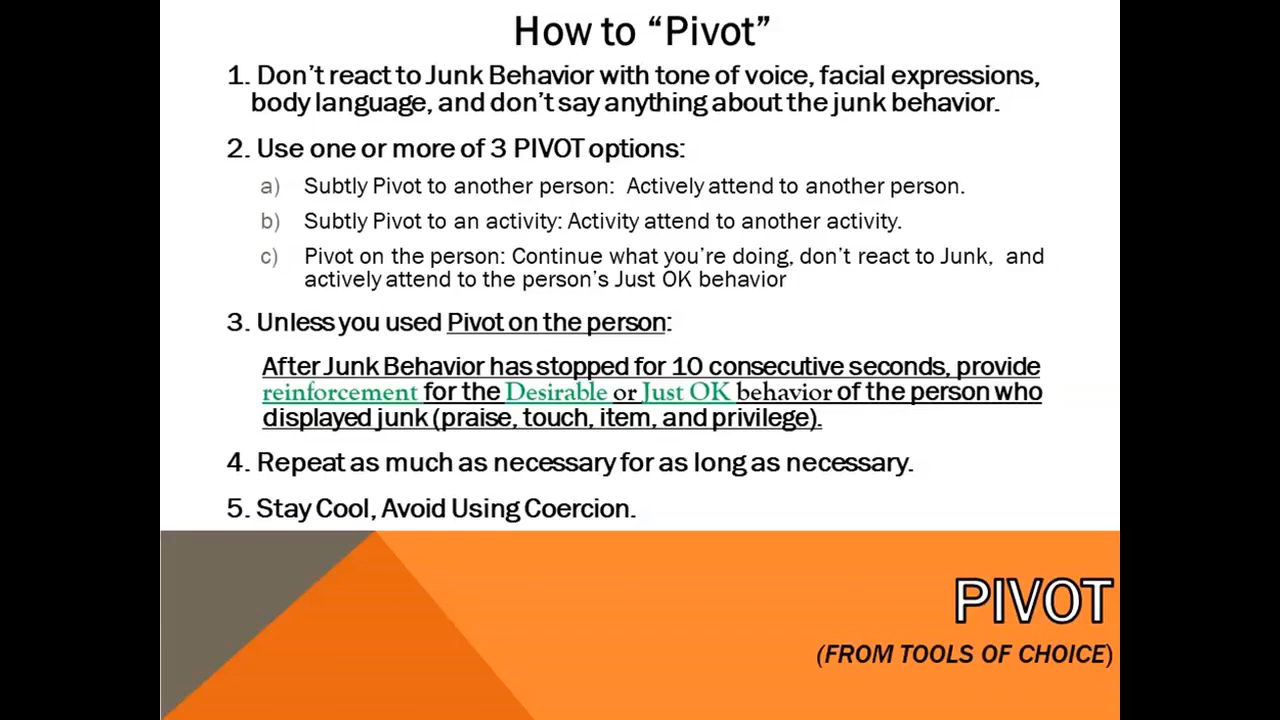 How to “Pivot”
1. Don’t react to Junk Behavior with tone of voice, facial expressions,
body language, and don’t say anything about the junk behavior.
2. Use one or more of 3 PIVOT options:
a) Subtly Pivot to another person: Actively attend to another person.
b) Subtly Pivot to an activity: Activity attend to another activity.
c) Pivot on the person: Continue what you’re doing, don’t react to Junk, and
actively attend to the person’s Just OK behavior
3. Unless you used Pivot on the person:
After Junk Behavior has stopped for 10 consecutive seconds, provide
reinforcement for the Desirable or Just OK behavior of the person who
displayed junk (praise, touch, item, and privilege).
4. Repeat as much as necessary for as long as necessary.
5. Stay Cool, Avoid Using Coercion.
PIVOT
(FROM TOOLS OF CHOICE)